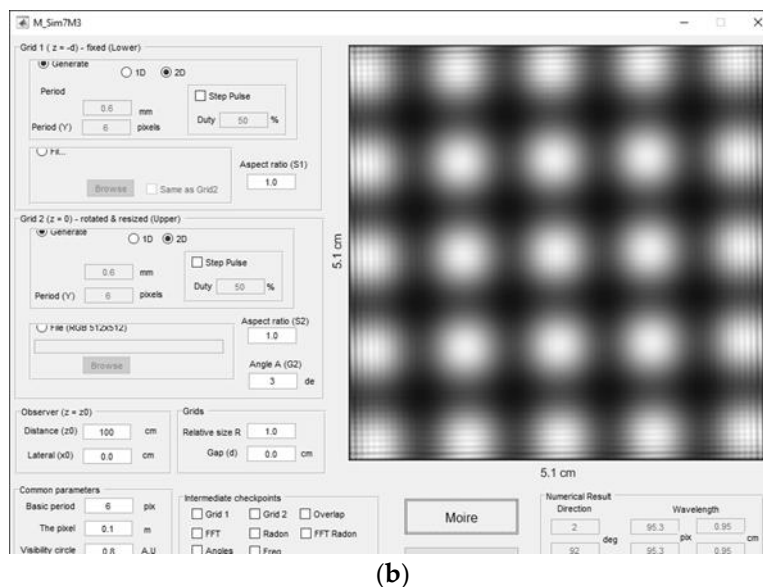 M_Sim7M3
Grid 1 ( z = -d) - fixed (Lower)
Generate
1D 2D
Period
0.6 mm
Period (Y) 6 pixels
Step Pulse
Duty 50 %
Fil...
Browse Same as Grid2
Aspect ratio (S1)
1.0
Grid 2 (z = 0) - rotated & resized (Upper)
Generate
1D 2D
0.6 mm
Period (Y) 6 pixels
Step Pulse
Duty 50 %
File (RGB 512x512)
Browse
Aspect ratio (S2)
1.0
Angle A (G2)
3 de
Observer (z = z0)
Distance (z0) 100 cm
Lateral (x0) 0.0 cm
Grids
Relative size R 1.0
Gap (d) 0.0 cm
5.1 cm
5.1 cm
Common parameters
Basic period 6 pix
The pixel 0.1 m
Visibility circle 0.8 A.U
Intermediate checkpoints
Grid 1 Grid 2 Overlap
FFT Radon FFT Radon
Angles Freq
Moire
Numerical Result
Direction Wavelength
2 deg 95.3 pix 0.95 cm
92 95.3 0.95
(b)